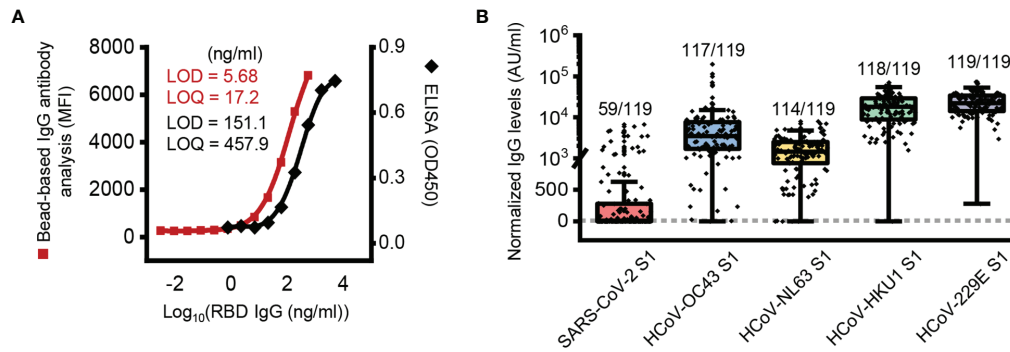 A
Bead-based IgG antibody
analysis (MFI)
8000
6000
4000
2000
0
(ng/ml)
LOD = 5.68
LOQ = 17.2
LOD = 151.1
LOQ = 457.9
0.9
0.6
0.3
0.0
ELISA (OD450)
-2
0
2
4
Log10(RBD IgG (ng/ml))
B
Normalized IgG levels (AU/ml)
10^6
10^5
10^4
10^3
500
0
59/119
117/119
114/119
118/119
119/119
SARS-CoV-2 S1
HCoV-OC43 S1
HCoV-NL63 S1
HCoV-HKU1 S1
HCoV-229E S1